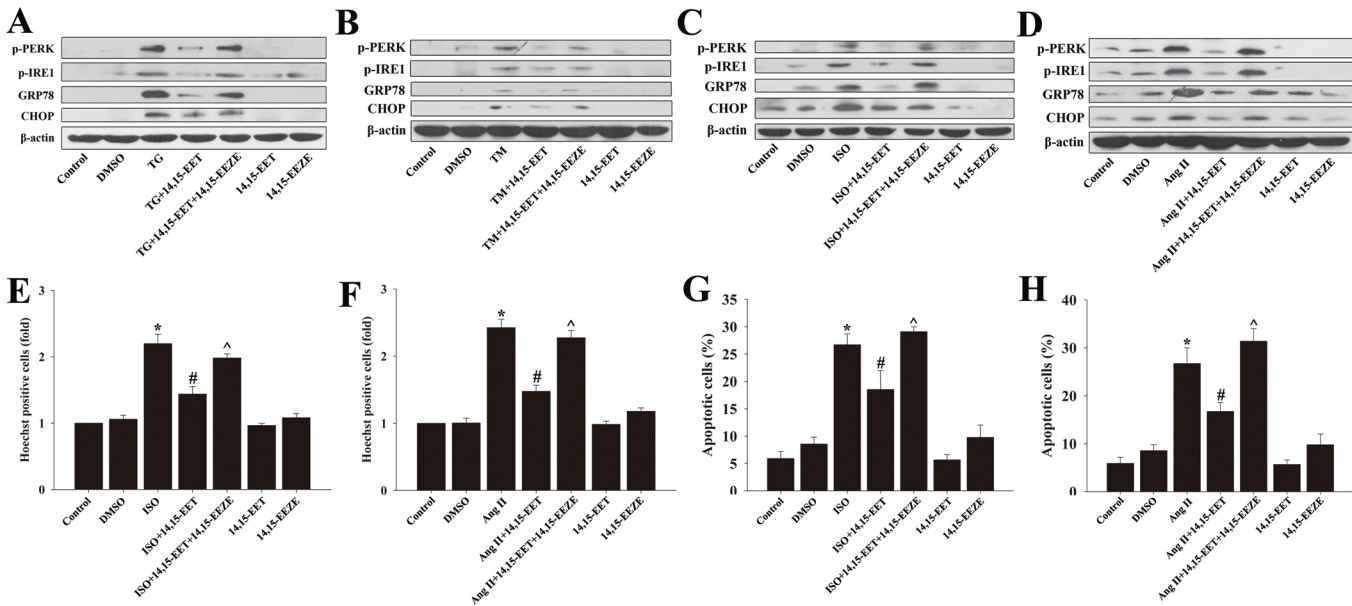 A
p-PERK
p-IRE1
GRP78
CHOP
β-actin
Control
DMSO
TG
TG+14,15-EET
TG+14,15-EET+14,15-EEZE
14,15-EET
14,15-EEZE
B
p-PERK
p-IRE1
GRP78
CHOP
β-actin
Control
DMSO
TM
TM+14,15-EET
TM+14,15-EET+14,15-EEZE
14,15-EET
14,15-EEZE
C
p-PERK
p-IRE1
GRP78
CHOP
β-actin
Control
DMSO
ISO
ISO+14,15-EET
ISO+14,15-EET+14,15-EEZE
14,15-EET
14,15-EEZE
D
p-PERK
p-IRE1
GRP78
CHOP
β-actin
Control
DMSO
Ang II
Ang II+14,15-EET
Ang II+14,15-EET+14,15-EEZE
14,15-EET
14,15-EEZE
E
Hoechst positive cells (fold)
3
2
1
0
*
#
^
Control
DMSO
ISO
ISO+14,15-EET
ISO+14,15-EET+14,15-EEZE
14,15-EET
14,15-EEZE
F
Hoechst positive cells (fold)
3
2
1
0
*
#
^
Control
DMSO
Ang II
Ang II+14,15-EET
Ang II+14,15-EET+14,15-EEZE
14,15-EET
14,15-EEZE
G
Apoptotic cells (%)
35
30
25
20
15
10
5
0
*
#
^
Control
DMSO
ISO
ISO+14,15-EET
ISO+14,15-EET+14,15-EEZE
14,15-EET
14,15-EEZE
H
Apoptotic cells (%)
40
30
20
10
0
*
#
^
Control
DMSO
Ang II
Ang II+14,15-EET
Ang II+14,15-EET+14,15-EEZE
14,15-EET
14,15-EEZE